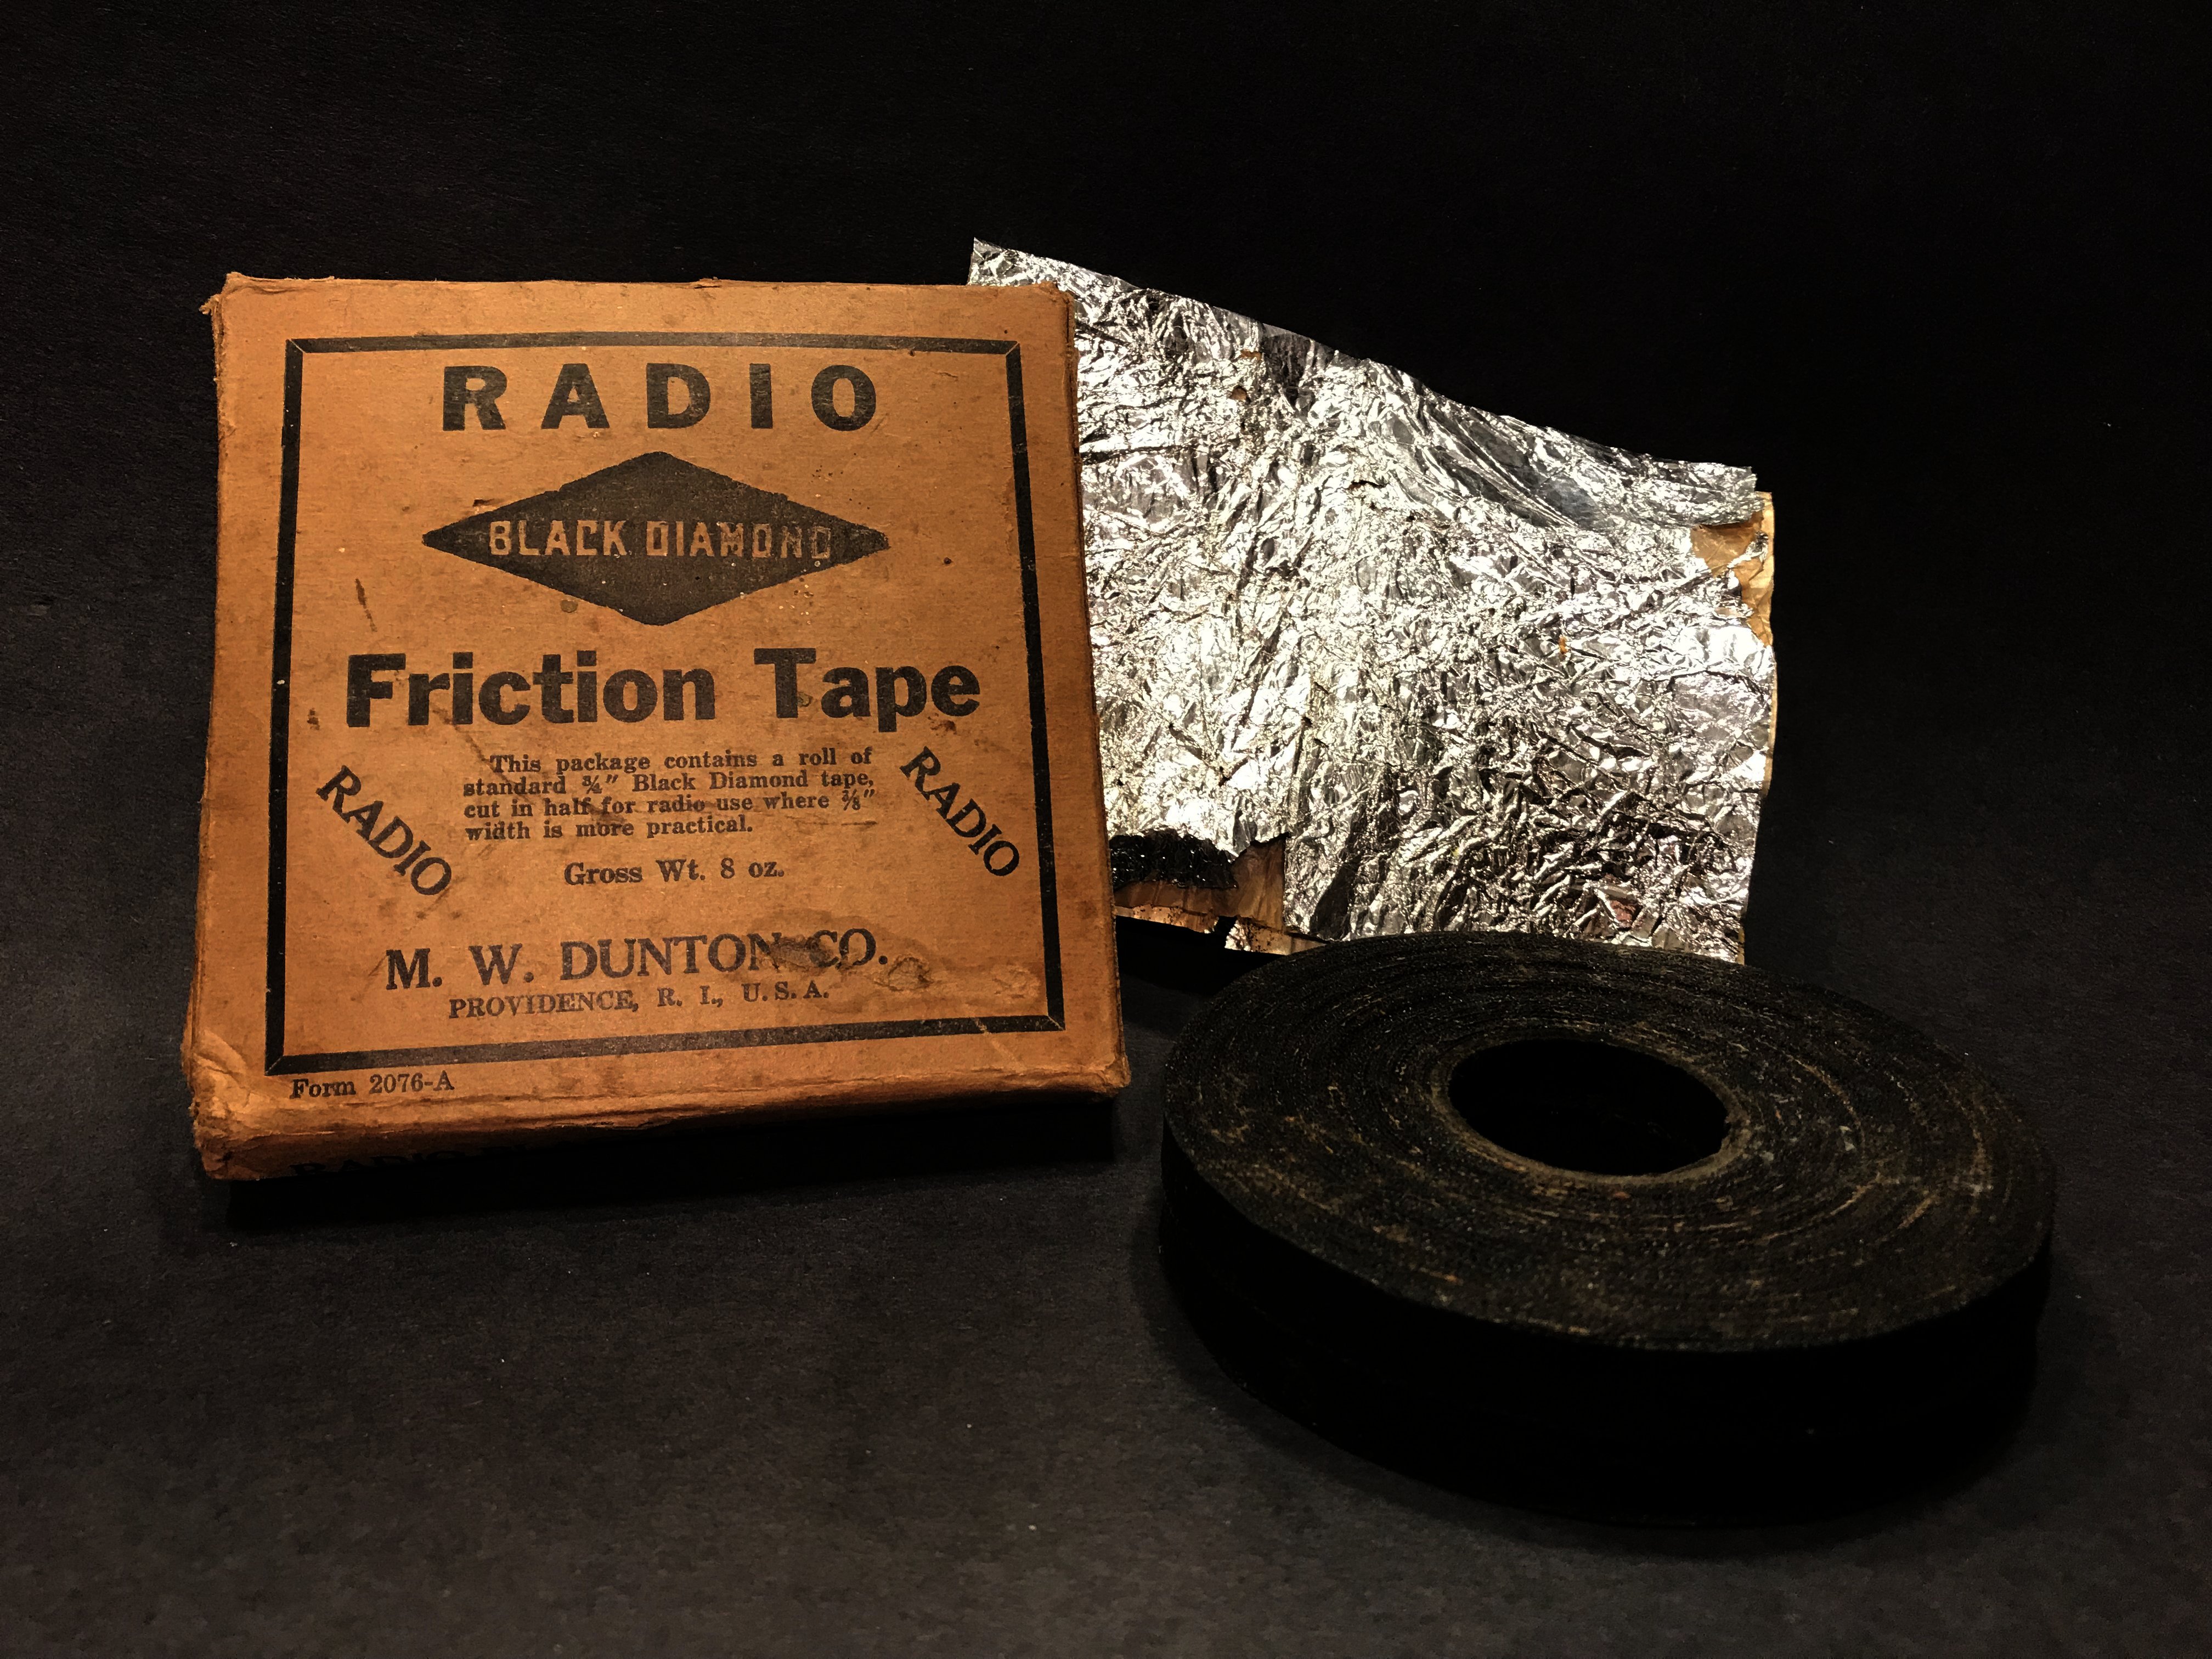 RADIO
BLACK DIAMOND
Friction Tape
This package contains a roll of
standard ¾" Black Diamond tape,
cut in half for radio use where ⅜"
width is more practical.
RADIO
RADIO
Gross Wt. 8 oz.
M. W. DUNTON CO.
PROVIDENCE, R. I., U.S.A.
Form 2076-A
RADIO